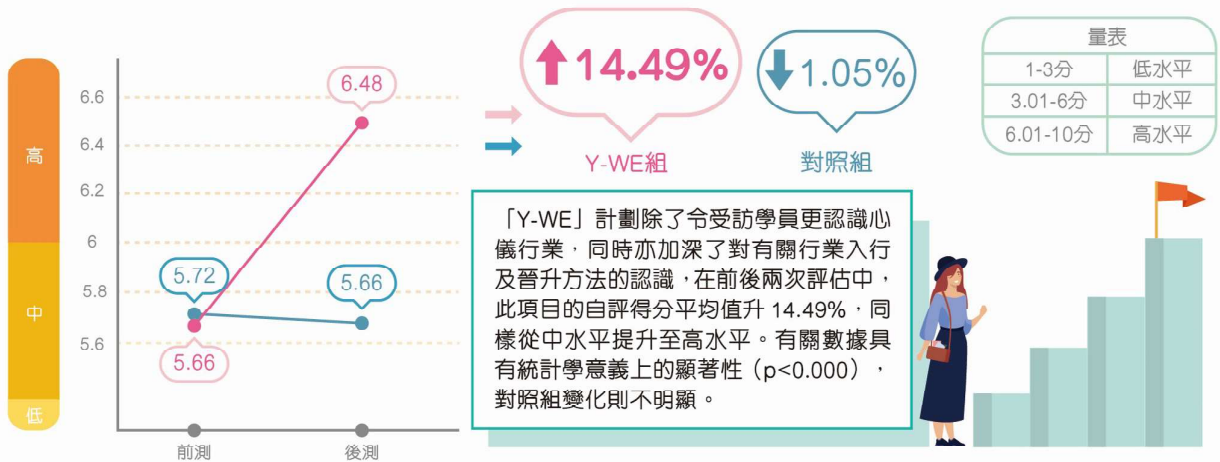 高
中
低
6.6
6.4
6.2
6
5.8
5.6
6.48
5.72
5.66
5.66
前測
後測
14.49%
Y-WE組
1.05%
對照組
量表
1-3分 低水平
3.01-6分 中水平
6.01-10分 高水平
「Y-WE」計劃除了令受訪學員更認識心
儀行業，同時亦加深了對有關行業入行
及晉升方法的認識，在前後兩次評估中，
此項目的自評得分平均值升 14.49%，同
樣從中水平提升至高水平。有關數據具
有統計學意義上的顯著性（p<0.000），
對照組變化則不明顯。